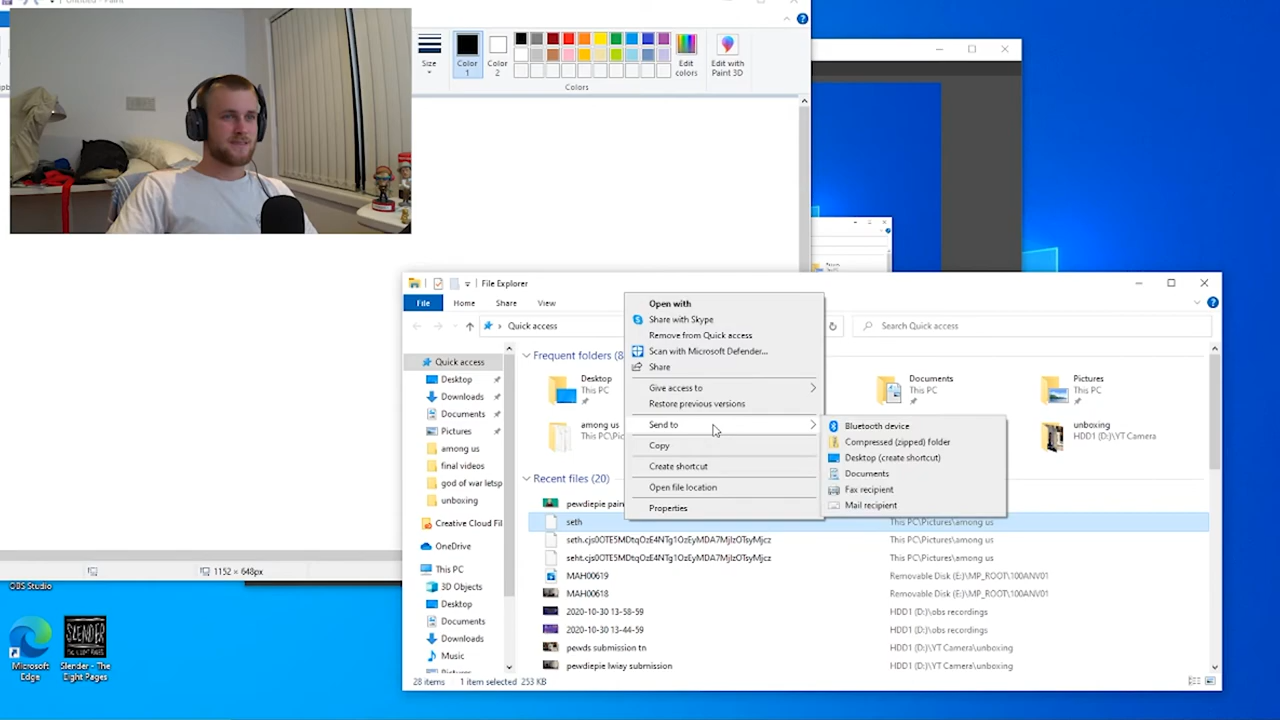 Untitled - Paint
Size
Color 1
Color 2
Edit colors
Edit with Paint 3D
Colors
1152 × 648px
OBS Studio
Microsoft Edge
Slender - The Eight Pages
SLENDER
File Explorer
File
Home
Share
View
Quick access
Search Quick access
Quick access
Desktop
Downloads
Documents
Pictures
among us
final videos
god of war letsp
unboxing
Creative Cloud Fil
OneDrive
This PC
3D Objects
Desktop
Documents
Downloads
Music
Frequent folders (8
Desktop
This PC
Documents
This PC
Pictures
This PC
among us
This PC\P
unboxing
HDD1 (D:)\YT Camera
Recent files (20)
pewdiepie pain
seth
This PC\Pictures\among us
seth.cjs0OTE5MDtqOzE4NTg1OzEyMDA7MjIzOTsyMjcz
This PC\Pictures\among us
seht.cjs0OTE5MDtqOzE4NTg1OzEyMDA7MjIzOTsyMjcz
This PC\Pictures\among us
MAH00619
Removable Disk (E:)\MP_ROOT\100ANV01
MAH00618
Removable Disk (E:)\MP_ROOT\100ANV01
2020-10-30 13-58-59
HDD1 (D:)\obs recordings
2020-10-30 13-44-59
HDD1 (D:)\obs recordings
pewds submission tn
HDD1 (D:)\YT Camera\unboxing
pewdiepie lwiay submission
HDD1 (D:)\YT Camera\unboxing
28 items
1 item selected 253 KB
Open with
Share with Skype
Remove from Quick access
Scan with Microsoft Defender...
Share
Give access to
Restore previous versions
Send to
Copy
Create shortcut
Open file location
Properties
Bluetooth device
Compressed (zipped) folder
Desktop (create shortcut)
Documents
Fax recipient
Mail recipient